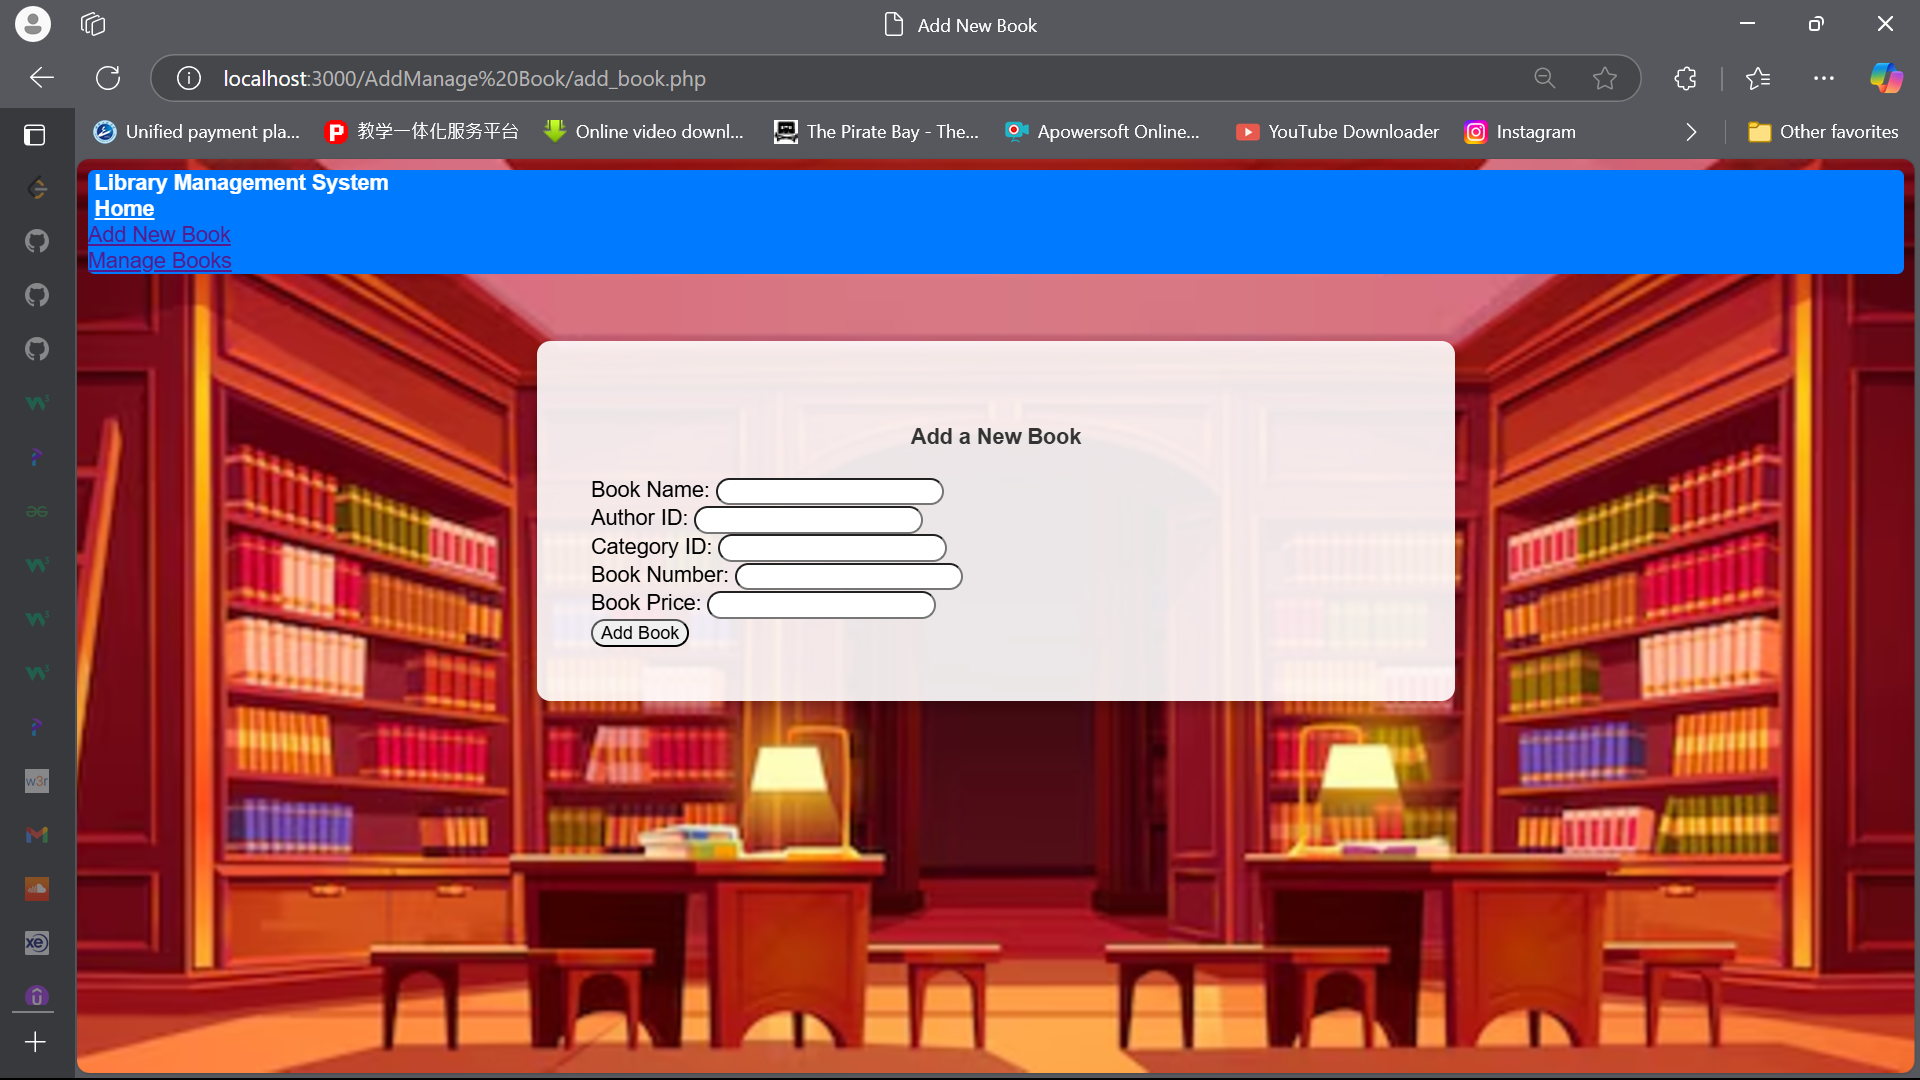 Add New Book
localhost:3000/AddManage%20Book/add_book.php
Unified payment pla... 教学一体化服务平台 Online video downl... The Pirate Bay - The... Apowersoft Online... YouTube Downloader Instagram Other favorites
Library Management System
Home
Add New Book
Manage Books
Add a New Book
Book Name:
Author ID:
Category ID:
Book Number:
Book Price:
Add Book
w3r
xe